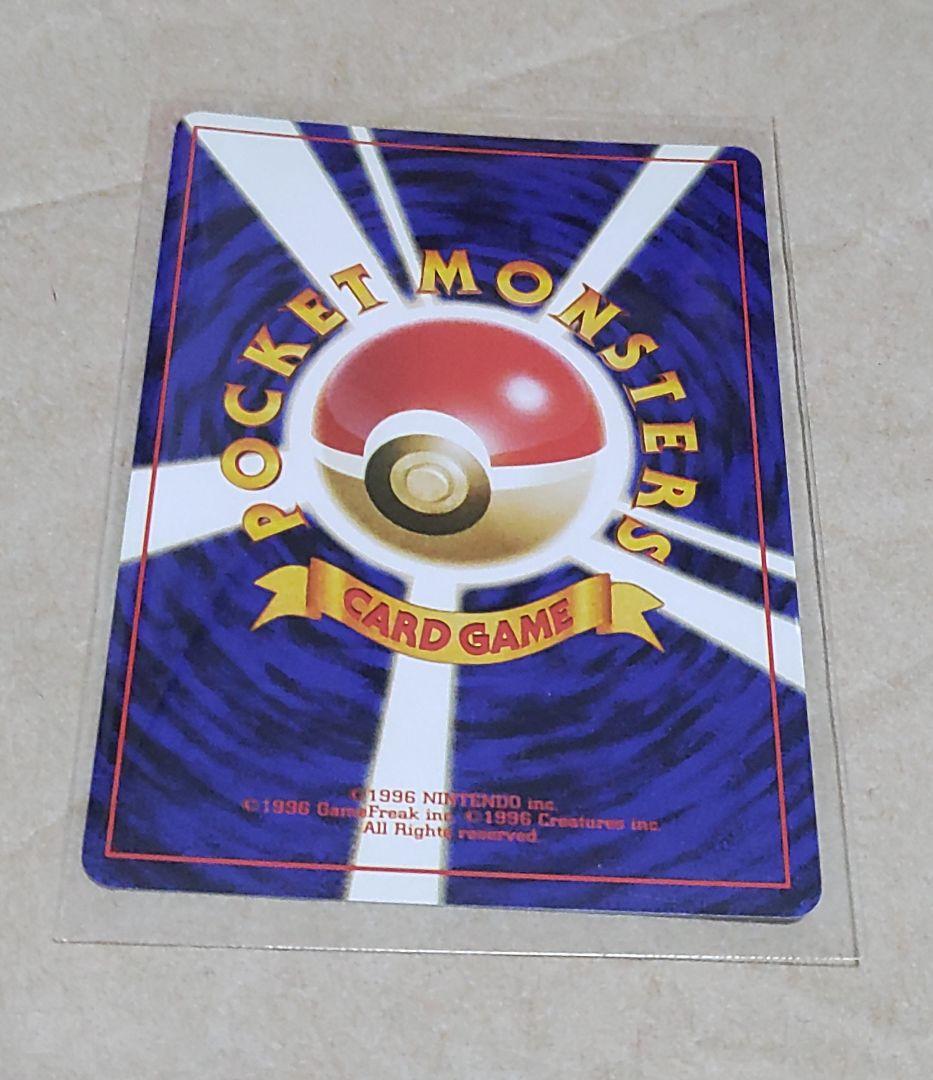 POCKET MONSTERS
CARD GAME
©1996 NINTENDO inc.
©1996 GameFreak inc. ©1996 Creatures inc.
All Rights reserved.